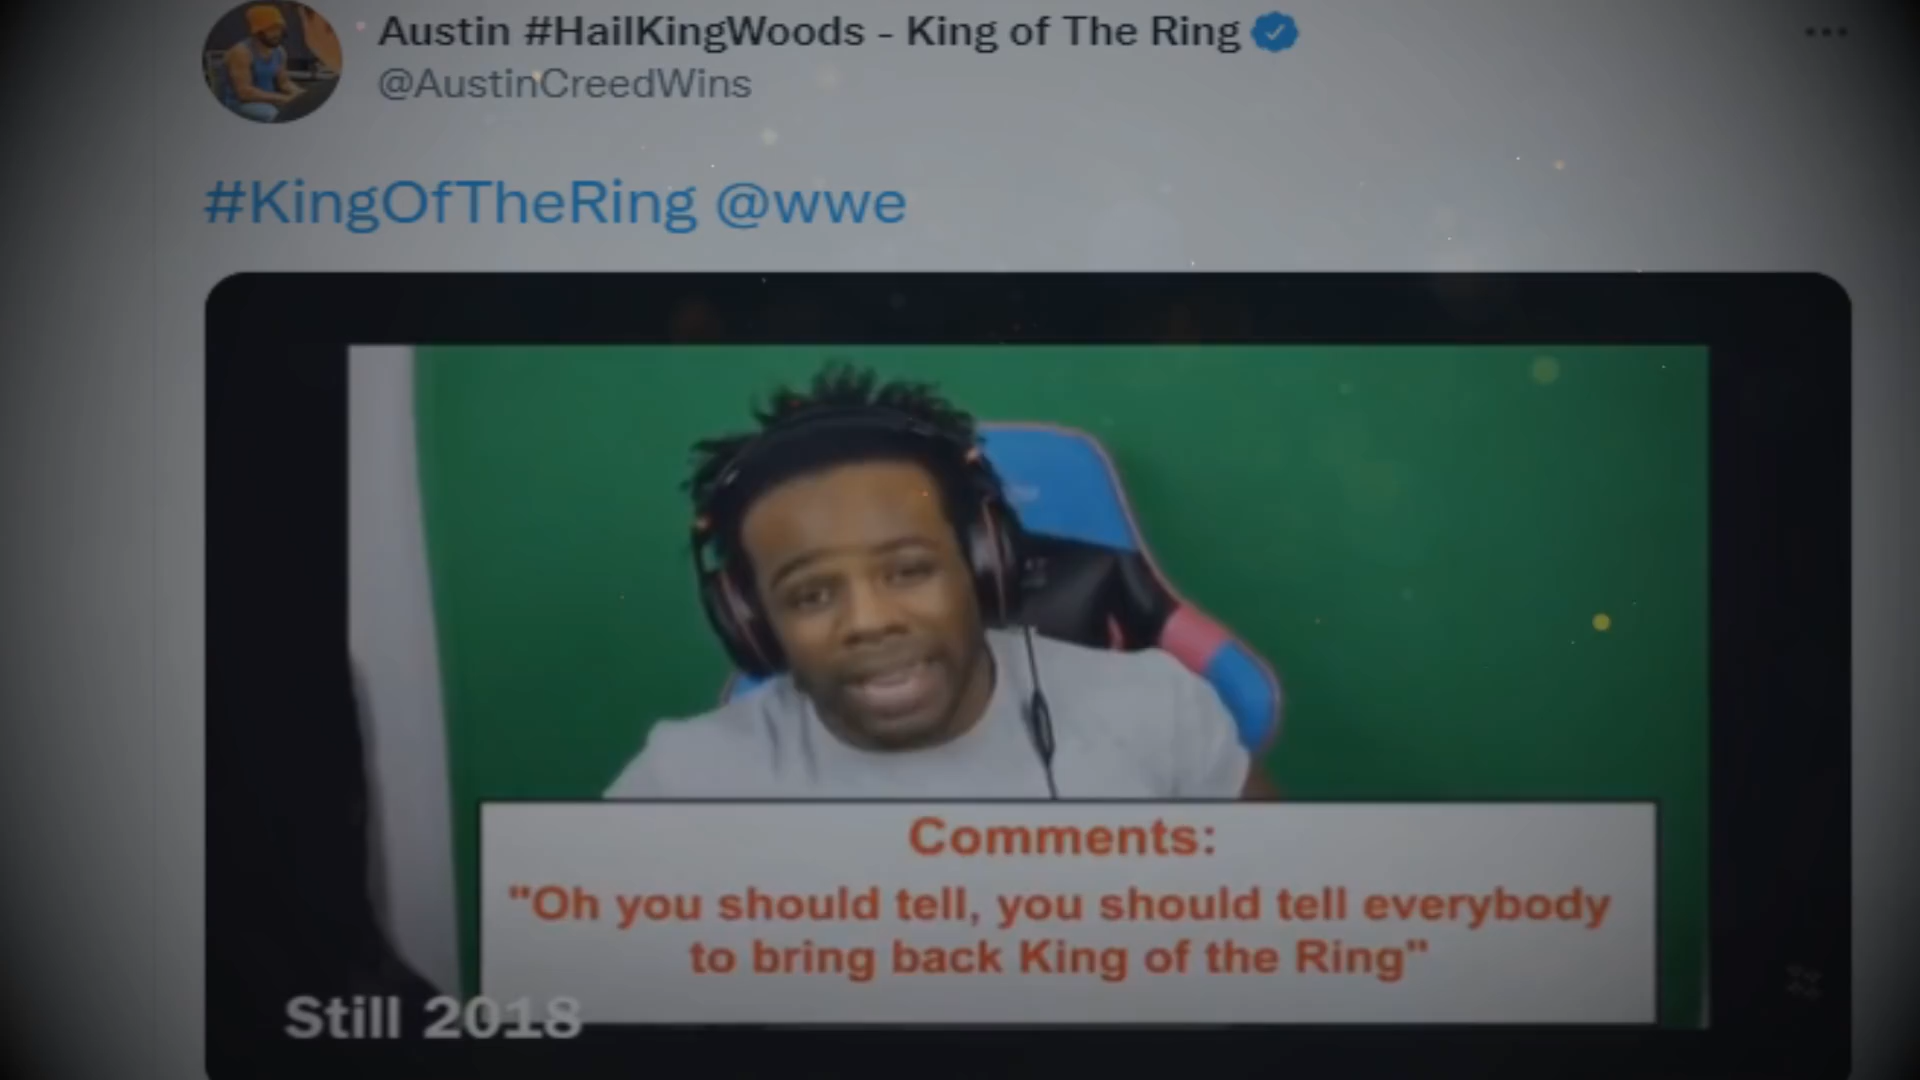 Austin #HailKingWoods - King of The Ring
@AustinCreedWins
#KingOfTheRing @wwe
Comments:
"Oh you should tell, you should tell everybody
to bring back King of the Ring"
Still 2018